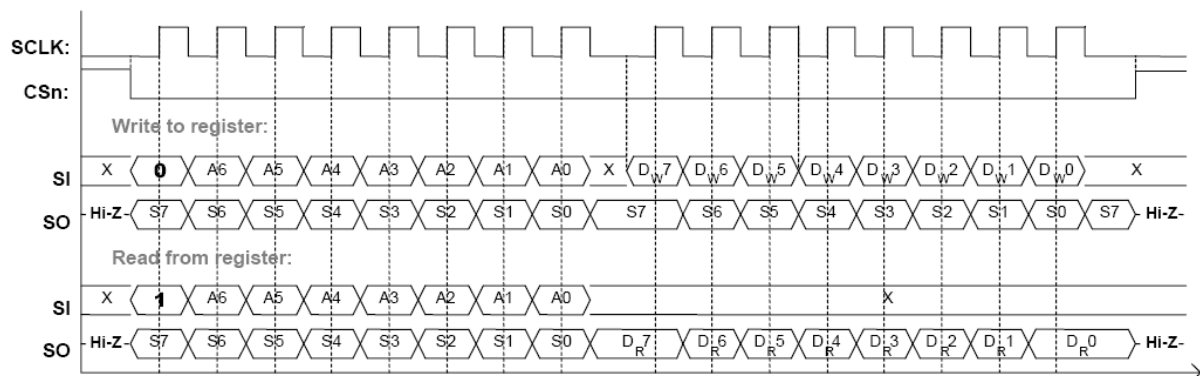 SCLK:
CSn:
Write to register:
SI X 0 A6 A5 A4 A3 A2 A1 A0 X DW7 DW6 DW5 DW4 DW3 DW2 DW1 DW0 X
SO Hi-Z S7 S6 S5 S4 S3 S2 S1 S0 S7 S6 S5 S4 S3 S2 S1 S0 S7 Hi-Z
Read from register:
SI X 1 A6 A5 A4 A3 A2 A1 A0 X
SO Hi-Z S7 S6 S5 S4 S3 S2 S1 S0 DR7 DR6 DR5 DR4 DR3 DR2 DR1 DR0 Hi-Z